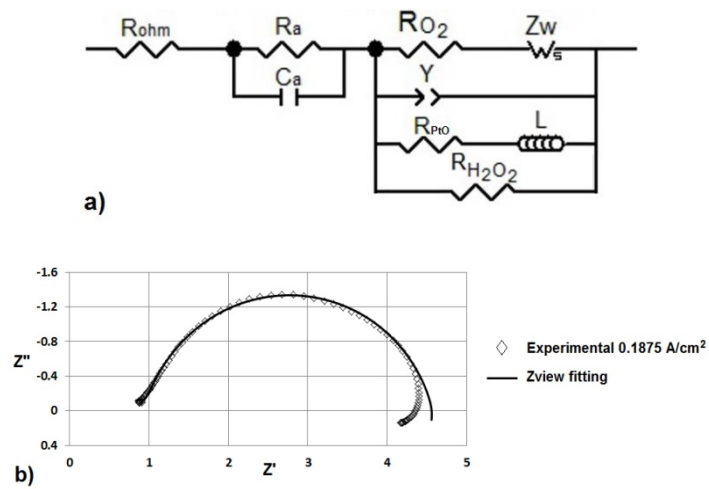 Rohm Ra RO2 Zw
s
Ca Y
RPtO L
RH2O2
a)
-1.6
-1.2
-0.8
-0.4
0
0.4
Z"
0 1 2 3 4 5
Z'
◇ Experimental 0.1875 A/cm²
Zview fitting
b)